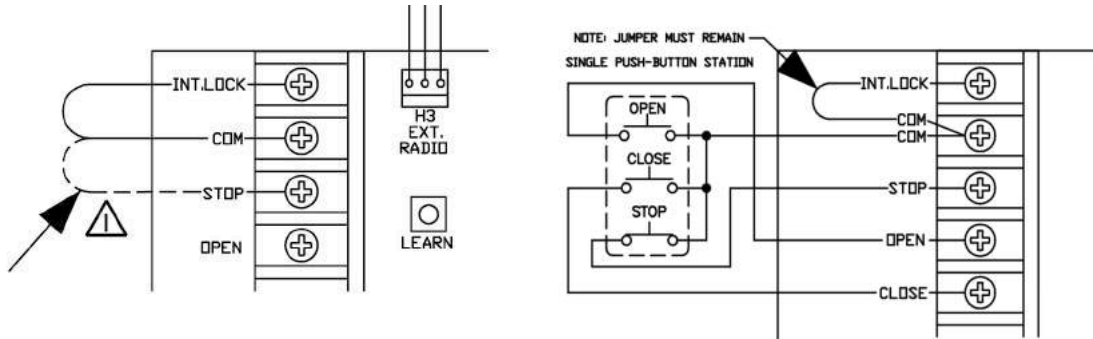 INT.LOCK
COM
STOP
OPEN
H3
EXT.
RADIO
LEARN
NOTE: JUMPER MUST REMAIN
SINGLE PUSH-BUTTON STATION
OPEN
CLOSE
STOP
INT.LOCK
COM
COM
STOP
OPEN
CLOSE